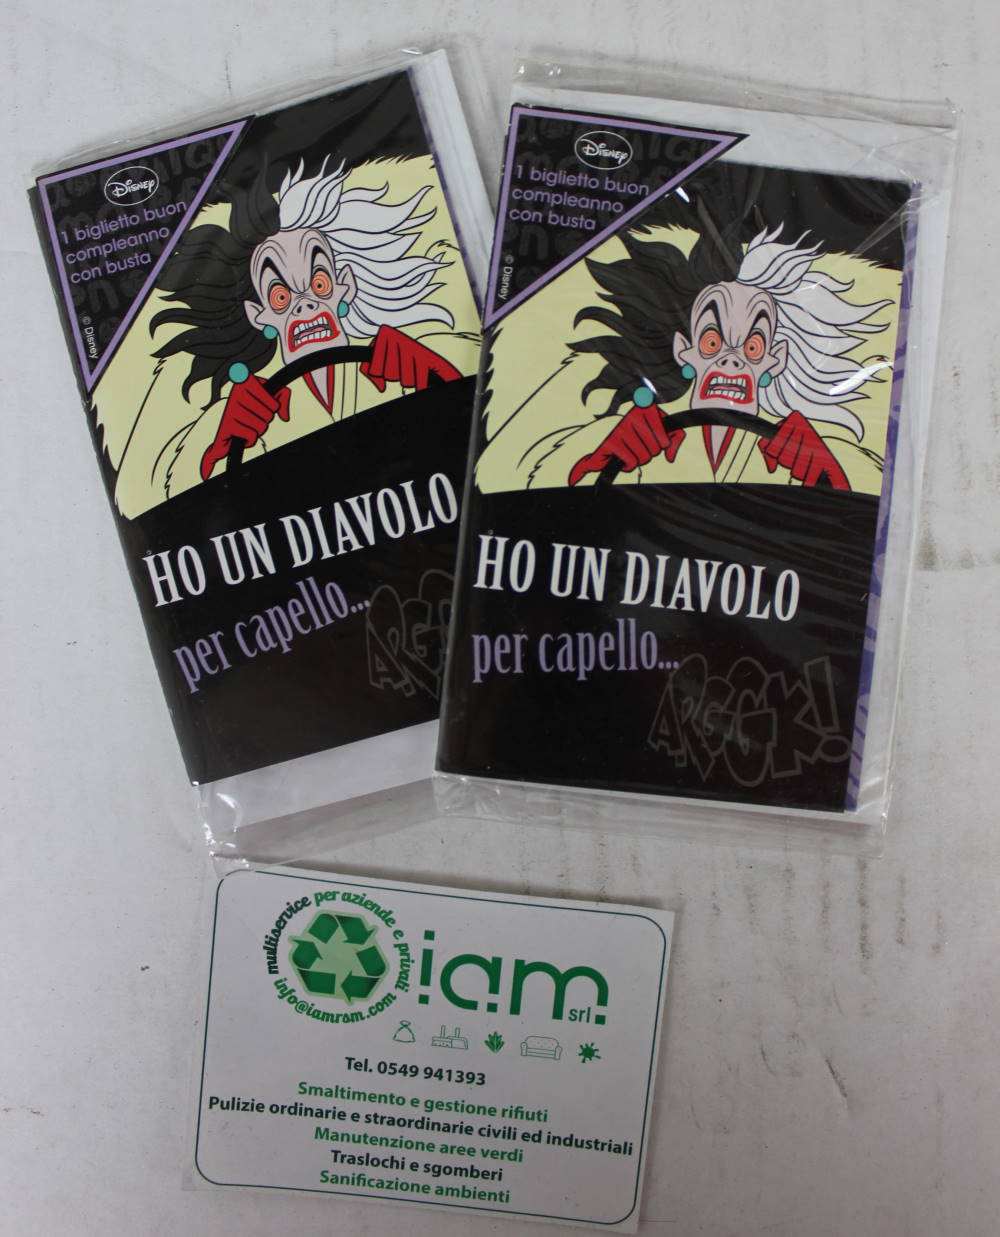 Disney
1 biglietto buon
compleanno
con busta
© Disney
HO UN DIAVOLO
per capello...
Disney
1 biglietto buon
compleanno
con busta
© Disney
HO UN DIAVOLO
per capello...
ARGGK!
multiservice per aziende e privati
info@iamrsm.com
iam
srl
Tel. 0549 941393
Smaltimento e gestione rifiuti
Pulizie ordinarie e straordinarie civili ed industriali
Manutenzione aree verdi
Traslochi e sgomberi
Sanificazione ambienti